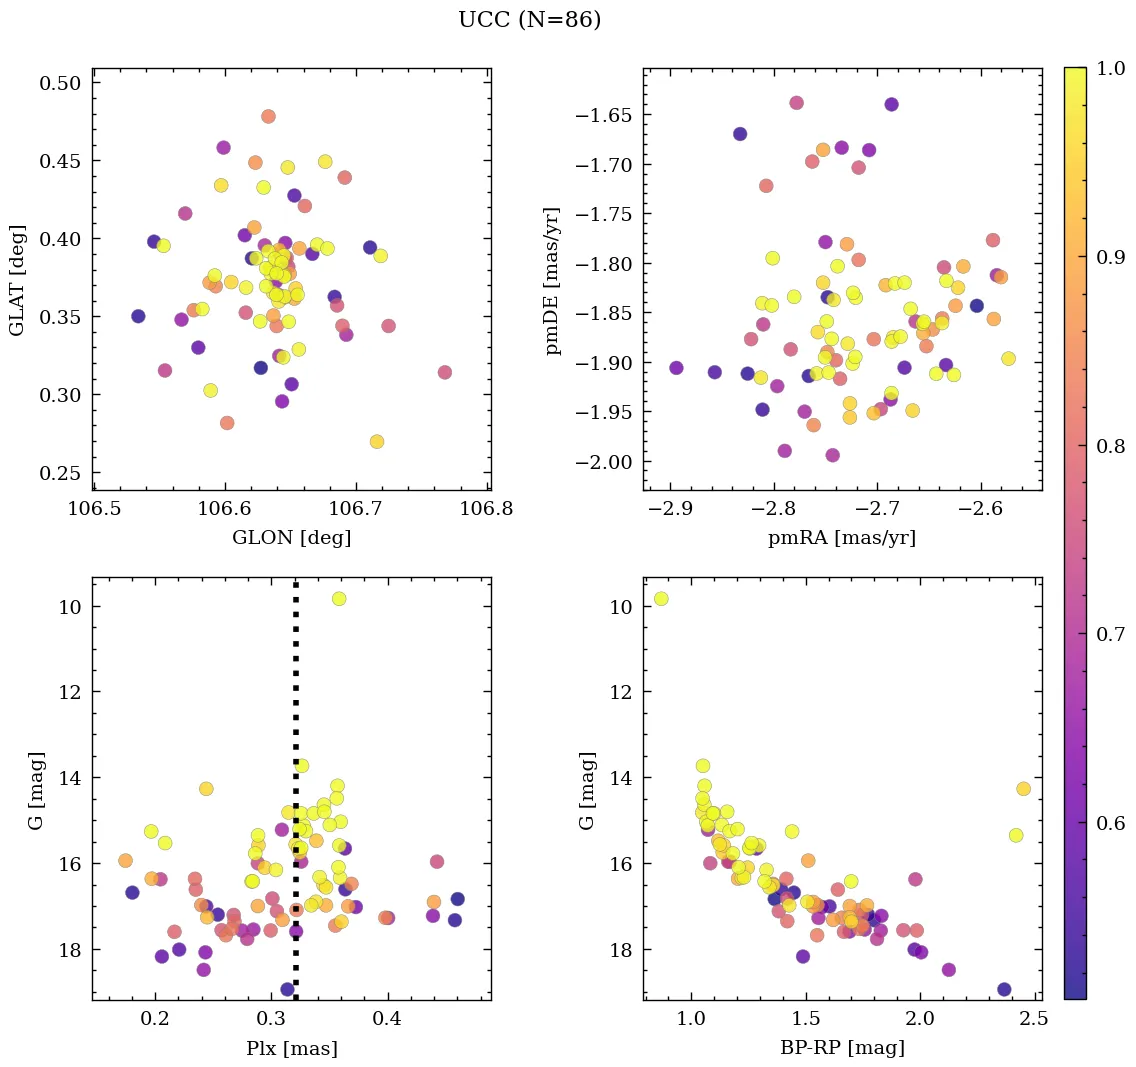 UCC (N=86)
0.50
0.45
0.40
0.35
0.30
0.25
GLAT [deg]
106.5 106.6 106.7 106.8
GLON [deg]
−1.65
−1.70
−1.75
−1.80
−1.85
−1.90
−1.95
−2.00
pmDE [mas/yr]
−2.9 −2.8 −2.7 −2.6
pmRA [mas/yr]
1.0
0.9
0.8
0.7
0.6
10
12
14
16
18
G [mag]
0.2 0.3 0.4
Plx [mas]
10
12
14
16
18
G [mag]
1.0 1.5 2.0 2.5
BP-RP [mag]